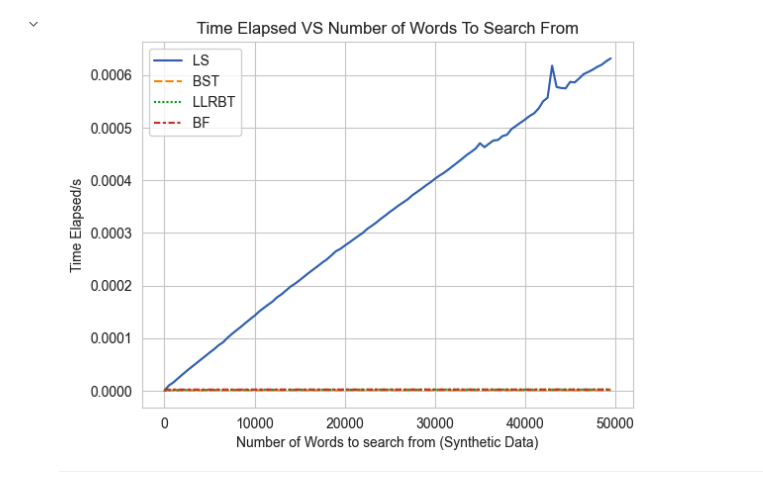 Time Elapsed VS Number of Words To Search From
LS
BST
LLRBT
BF
0.0006
0.0005
0.0004
0.0003
0.0002
0.0001
0.0000
Time Elapsed/s
0 10000 20000 30000 40000 50000
Number of Words to search from (Synthetic Data)